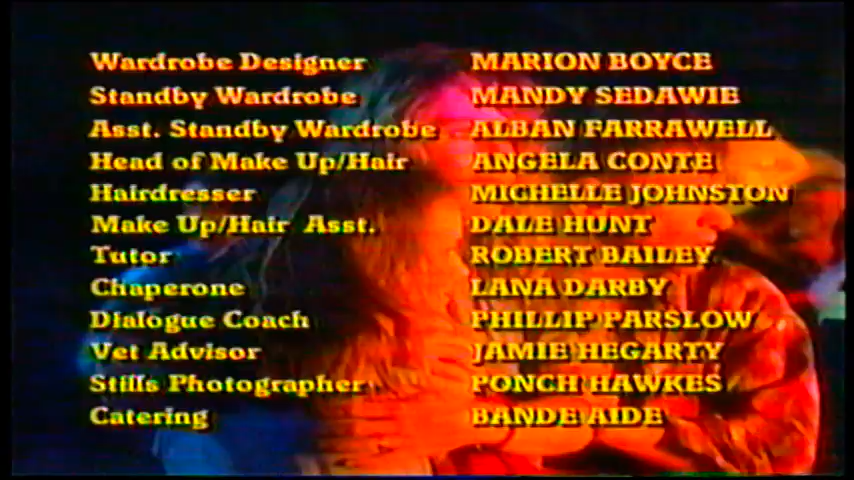 Wardrobe Designer MARION BOYCE
Standby Wardrobe MANDY SEDAWIE
Asst. Standby Wardrobe ALBAN FARRAWELL
Head of Make Up/Hair ANGELA CONTE
Hairdresser MICHELLE JOHNSTON
Make Up/Hair Asst. DALE HUNT
Tutor ROBERT BAILEY
Chaperone LANA DARBY
Dialogue Coach PHILLIP PARSLOW
Vet Advisor JAMIE HEGARTY
Stills Photographer PONCH HAWKES
Catering BANDE AIDE